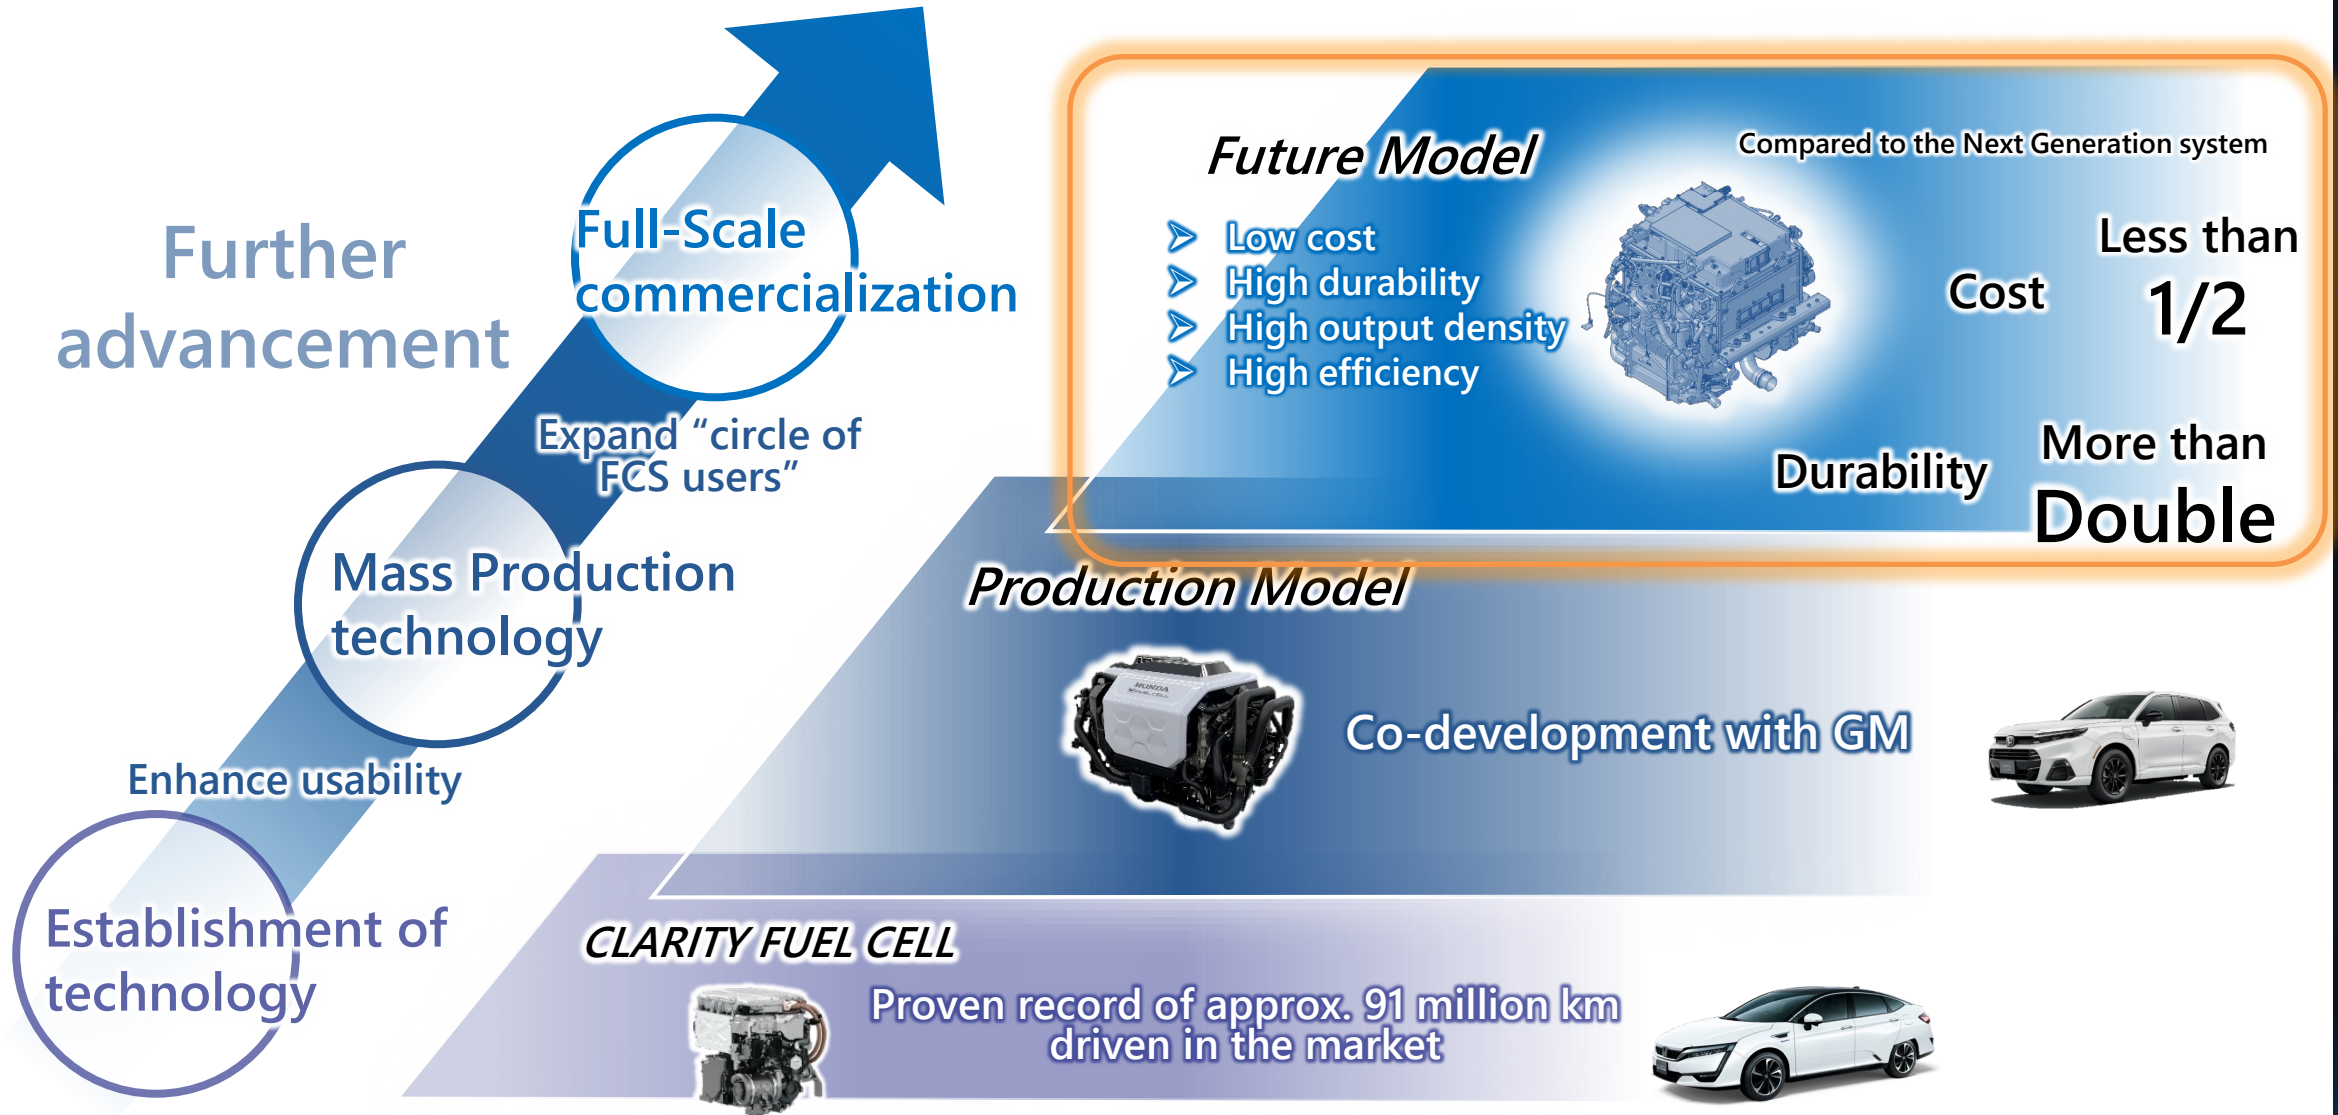 Further
advancement
Full-Scale
commercialization
Expand “circle of
FCS users”
Mass Production
technology
Enhance usability
Establishment of
technology
Future Model
Compared to the Next Generation system
➢ Low cost
➢ High durability
➢ High output density
➢ High efficiency
Cost
Less than
1/2
Durability
More than
Double
Production Model
HONDA
Co-development with GM
CLARITY FUEL CELL
Proven record of approx. 91 million km
driven in the market